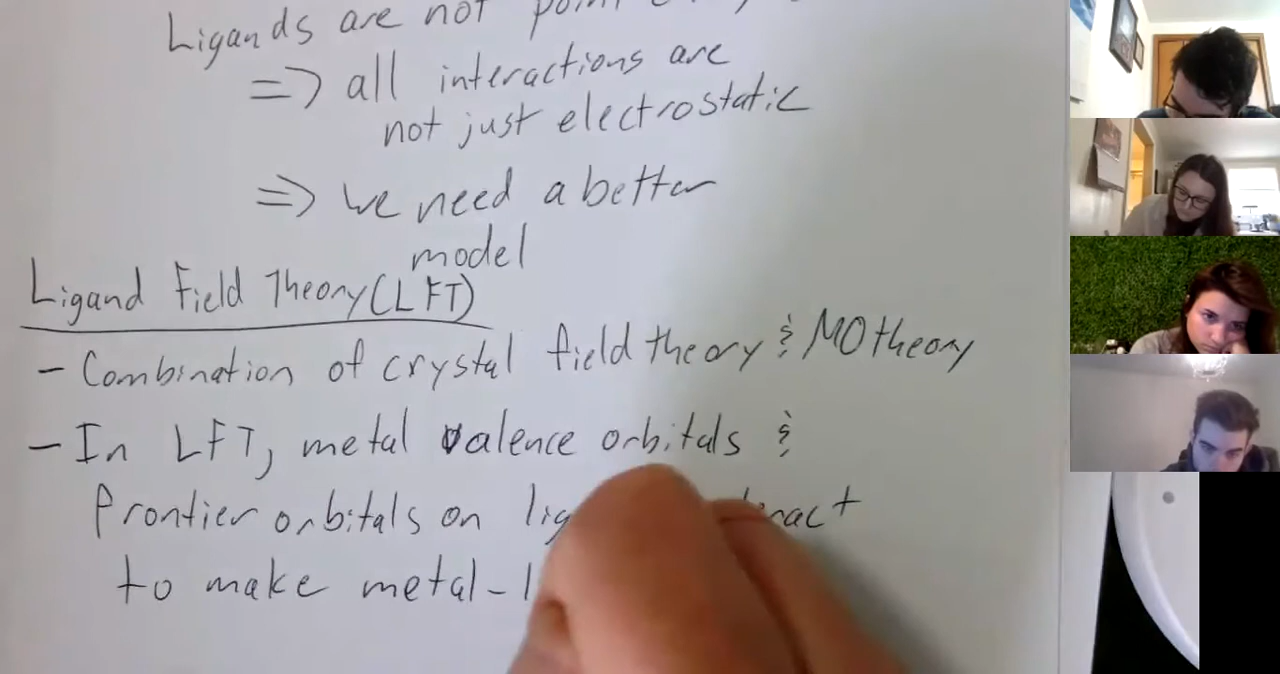 Ligands are not point
=> all interactions are
not just electrostatic
=> we need a better
model
Ligand Field Theory (LFT)
- Combination of crystal field theory & MO theory
- In LFT, metal valence orbitals &
frontier orbitals on
to make metal-